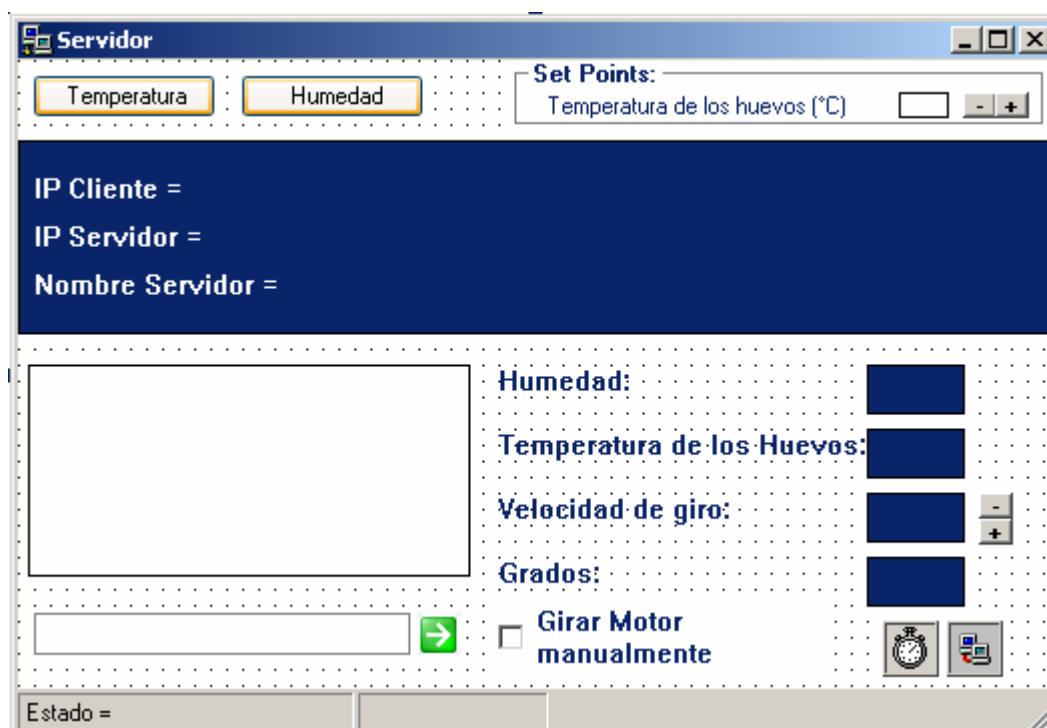 Servidor
Temperatura
Humedad
Set Points:
Temperatura de los huevos (°C)
- +
IP Cliente =
IP Servidor =
Nombre Servidor =
Humedad:
Temperatura de los Huevos:
Velocidad de giro:
-
+
Grados:
Girar Motor
manualmente
Estado =